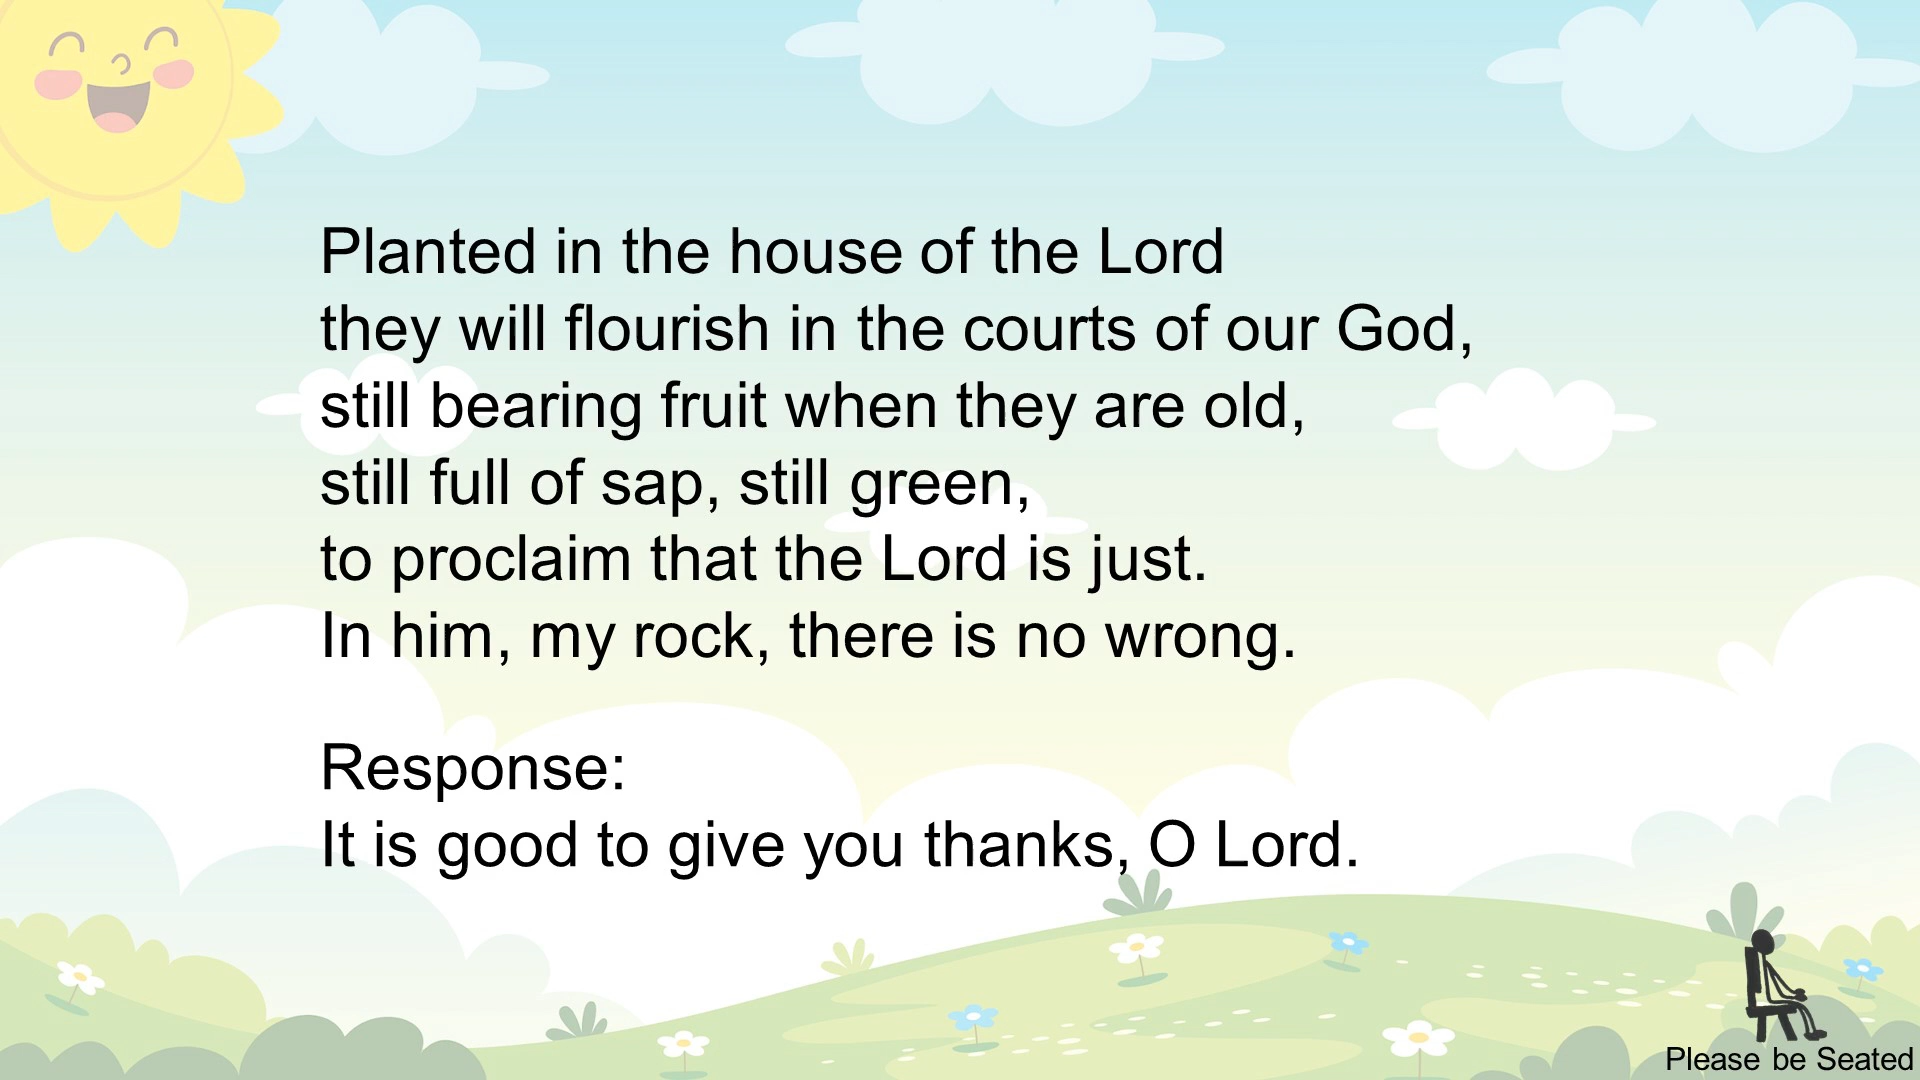 Planted in the house of the Lord
they will flourish in the courts of our God,
still bearing fruit when they are old,
still full of sap, still green,
to proclaim that the Lord is just.
In him, my rock, there is no wrong.
Response:
It is good to give you thanks, O Lord.
Please be Seated